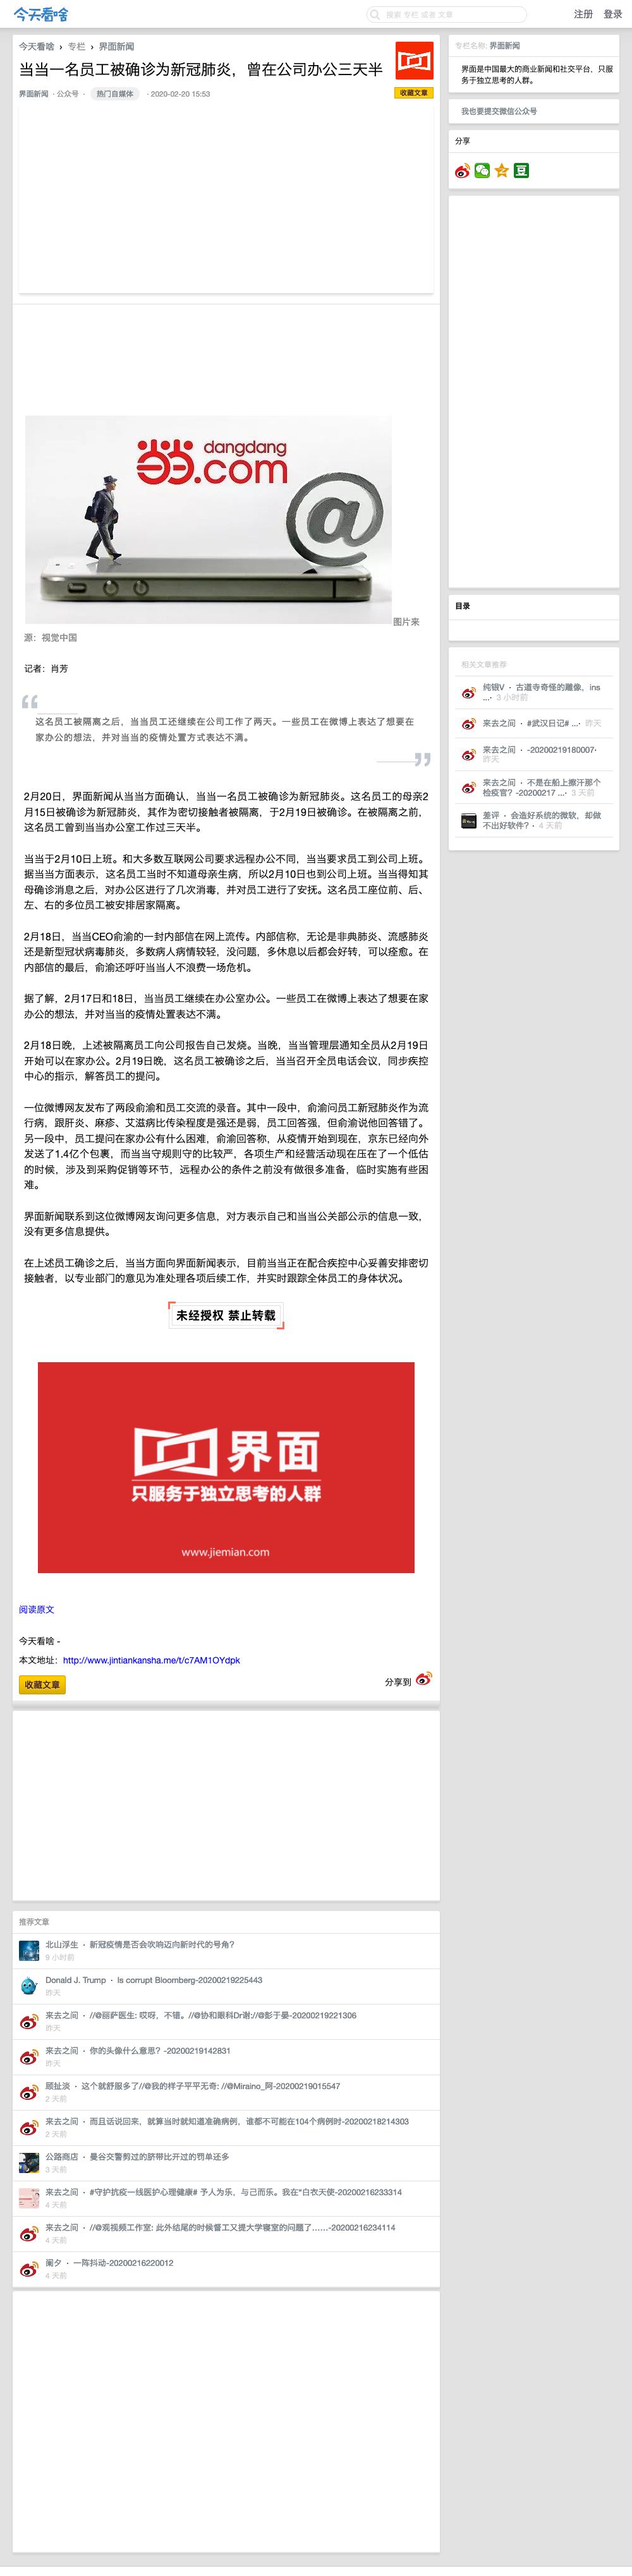 今天看啥
搜索 专栏 或者 文章
注册 登录
今天看啥 › 专栏 › 界面新闻
当当一名员工被确诊为新冠肺炎，曾在公司办公三天半
界面新闻 · 公众号 · 热门自媒体 · 2020-02-20 15:53
收藏文章
当当
dangdang
.com
@
图片来
源：视觉中国
记者：肖芳
“
这名员工被隔离之后，当当员工还继续在公司工作了两天。一些员工在微博上表达了想要在
家办公的想法，并对当当的疫情处置方式表达不满。
”
2月20日，界面新闻从当当方面确认，当当一名员工被确诊为新冠肺炎。这名员工的母亲2
月15日被确诊为新冠肺炎，其作为密切接触者被隔离，于2月19日被确诊。在被隔离之前，
这名员工曾到当当办公室工作过三天半。
当当于2月10日上班。和大多数互联网公司要求远程办公不同，当当要求员工到公司上班。
据当当方面表示，这名员工当时不知道母亲生病，所以2月10日也到公司上班。当当得知其
母确诊消息之后，对办公区进行了几次消毒，并对员工进行了安抚。这名员工座位前、后、
左、右的多位员工被安排居家隔离。
2月18日，当当CEO俞渝的一封内部信在网上流传。内部信称，无论是非典肺炎、流感肺炎
还是新型冠状病毒肺炎，多数病人病情较轻，没问题，多休息以后都会好转，可以痊愈。在
内部信的最后，俞渝还呼吁当当人不浪费一场危机。
据了解，2月17日和18日，当当员工继续在办公室办公。一些员工在微博上表达了想要在家
办公的想法，并对当当的疫情处置表达不满。
2月18日晚，上述被隔离员工向公司报告自己发烧。当晚，当当管理层通知全员从2月19日
开始可以在家办公。2月19日晚，这名员工被确诊之后，当当召开全员电话会议，同步疾控
中心的指示，解答员工的提问。
一位微博网友发布了两段俞渝和员工交流的录音。其中一段中，俞渝问员工新冠肺炎作为流
行病，跟肝炎、麻疹、艾滋病比传染程度是强还是弱，员工回答强，但俞渝说他回答错了。
另一段中，员工提问在家办公有什么困难，俞渝回答称，从疫情开始到现在，京东已经向外
发送了1.4亿个包裹，而当当守规则守的比较严，各项生产和经营活动现在压在了一个低估
的时候，涉及到采购促销等环节，远程办公的条件之前没有做很多准备，临时实施有些困
难。
界面新闻联系到这位微博网友询问更多信息，对方表示自己和当当公关部公示的信息一致，
没有更多信息提供。
在上述员工确诊之后，当当方面向界面新闻表示，目前当当正在配合疾控中心妥善安排密切
接触者，以专业部门的意见为准处理各项后续工作，并实时跟踪全体员工的身体状况。
未经授权 禁止转载
界面
只服务于独立思考的人群
www.jiemian.com
阅读原文
今天看啥 -
本文地址：http://www.jintiankansha.me/t/c7AM1OYdpk
收藏文章
分享到
推荐文章
北山浮生 · 新冠疫情是否会吹响迈向新时代的号角？
9 小时前
Donald J. Trump · Is corrupt Bloomberg-20200219225443
昨天
来去之间 · //@丽萨医生: 哎呀，不错。//@协和眼科Dr谢://@彭于晏-20200219221306
昨天
来去之间 · 你的头像什么意思？-20200219142831
昨天
顾扯淡 · 这个就舒服多了//@我的样子平平无奇: //@Miraino_阿-20200219015547
2 天前
来去之间 · 而且话说回来，就算当时就知道准确病例，谁都不可能在104个病例时-20200218214303
2 天前
公路商店 · 曼谷交警剪过的脐带比开过的罚单还多
3 天前
来去之间 · #守护抗疫一线医护心理健康# 予人为乐，与己而乐。我在"白衣天使-20200216233314
4 天前
来去之间 · //@观视频工作室: 此外结尾的时候督工又提大学寝室的问题了……-20200216234114
4 天前
阑夕 · 一阵抖动-20200216220012
4 天前
专栏名称: 界面新闻
界面是中国最大的商业新闻和社交平台，只服
务于独立思考的人群。
我也要提交微信公众号
分享
豆
目录
相关文章推荐
纯银V · 古道寺奇怪的雕像，ins
...· 3 小时前
来去之间 · #武汉日记# ...· 昨天
来去之间 · -20200219180007·
昨天
来去之间 · 不是在船上擦汗那个
检疫官？-20200217 ...· 3 天前
差评 · 会造好系统的微软，却做
不出好软件？ · 4 天前